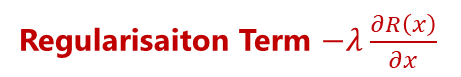 Regularisaiton Term −λ ∂R(x)/∂x